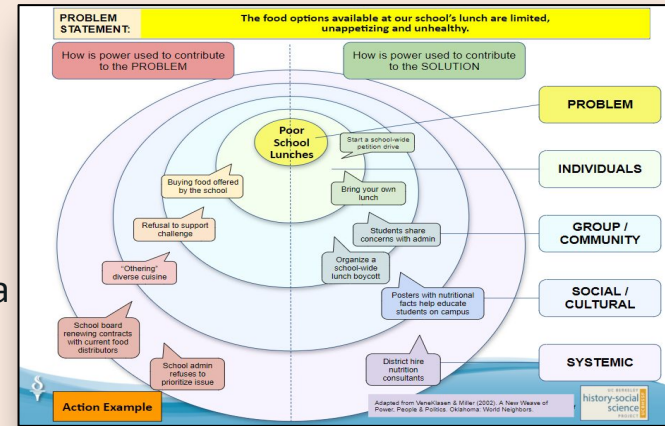 PROBLEM
STATEMENT:
The food options available at our school's lunch are limited,
unappetizing and unhealthy.
How is power used to contribute
to the PROBLEM
How is power used to contribute
to the SOLUTION
Poor
School
Lunches
PROBLEM
Start a school-wide
petition drive
INDIVIDUALS
Buying food offered
by the school
Bring your own
lunch
Refusal to support
challenge
Students share
concerns with admin
GROUP /
COMMUNITY
"Othering"
diverse cuisine
Organize a
school-wide
lunch boycott
a
Posters with nutritional
facts help educate
students on campus
SOCIAL /
CULTURAL
School board
renewing contracts
with current food
distributors
School admin
refuses to
prioritize issue
District hire
nutrition
consultants
SYSTEMIC
Action Example
Adapted from VeneKlasen & Miller (2002). A New Weave of
Power, People & Politics. Oklahoma: World Neighbors.
UC BERKELEY
history-social
science
PROJECT